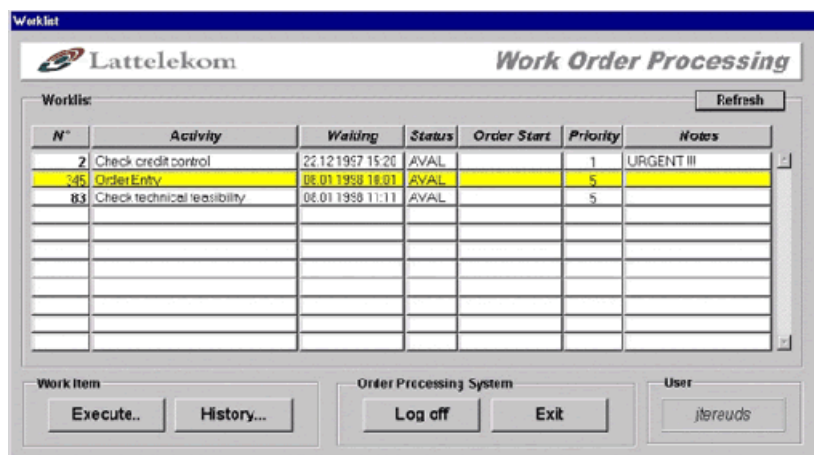 Worklist
Lattelekom Work Order Processing
Worklist Refresh
N° Activity Waiting Status Order Start Priority Notes
2 Check credit control 22.12.1997 15:20 AVAL 1 URGENT !!!
345 Order Entry 08.01.1998 AVAL 5
83 Check technical feasibility 08.01.1998 11:11 AVAL 5
Work Item Order Processing System User
Execute.. History... Log off Exit jtereuds